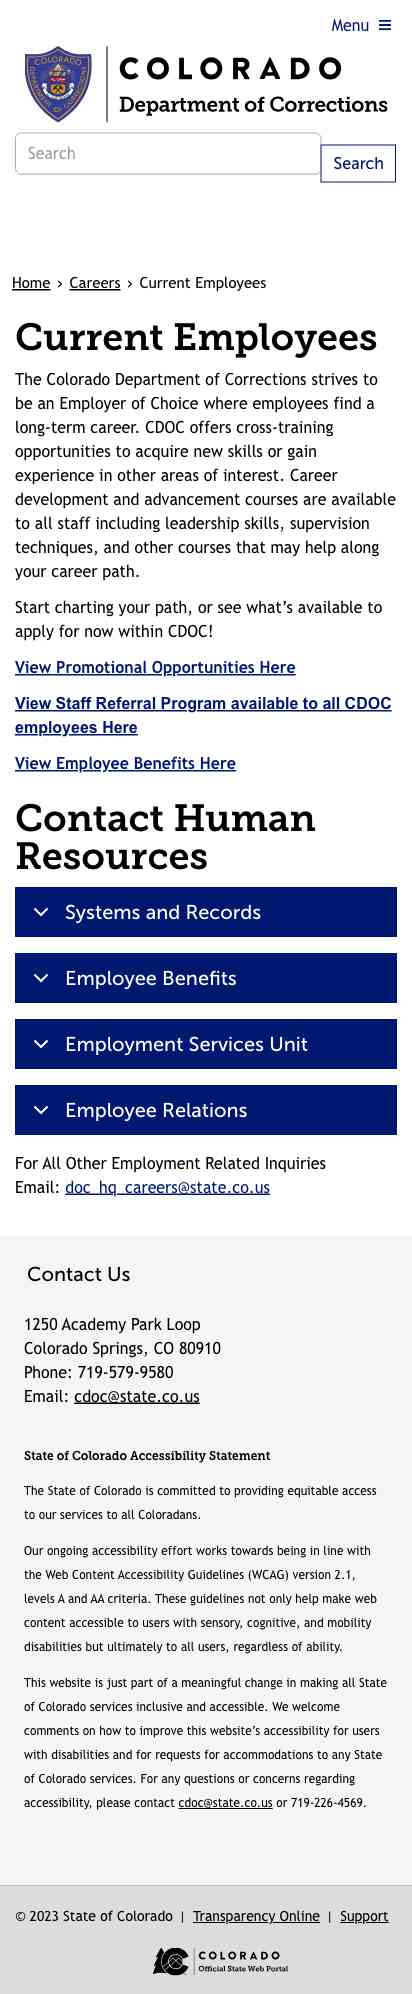 Menu
COLORADO
COLORADO
Department of Corrections
Search
Search
Home › Careers › Current Employees
Current Employees
The Colorado Department of Corrections strives to
be an Employer of Choice where employees find a
long-term career. CDOC offers cross-training
opportunities to acquire new skills or gain
experience in other areas of interest. Career
development and advancement courses are available
to all staff including leadership skills, supervision
techniques, and other courses that may help along
your career path.
Start charting your path, or see what’s available to
apply for now within CDOC!
View Promotional Opportunities Here
View Staff Referral Program available to all CDOC
employees Here
View Employee Benefits Here
Contact Human
Resources
Systems and Records
Employee Benefits
Employment Services Unit
Employee Relations
For All Other Employment Related Inquiries
Email: doc_hq_careers@state.co.us
Contact Us
1250 Academy Park Loop
Colorado Springs, CO 80910
Phone: 719-579-9580
Email: cdoc@state.co.us
State of Colorado Accessibility Statement
The State of Colorado is committed to providing equitable access
to our services to all Coloradans.
Our ongoing accessibility effort works towards being in line with
the Web Content Accessibility Guidelines (WCAG) version 2.1,
levels A and AA criteria. These guidelines not only help make web
content accessible to users with sensory, cognitive, and mobility
disabilities but ultimately to all users, regardless of ability.
This website is just part of a meaningful change in making all State
of Colorado services inclusive and accessible. We welcome
comments on how to improve this website’s accessibility for users
with disabilities and for requests for accommodations to any State
of Colorado services. For any questions or concerns regarding
accessibility, please contact cdoc@state.co.us or 719-226-4569.
© 2023 State of Colorado | Transparency Online | Support
COLORADO
Official State Web Portal